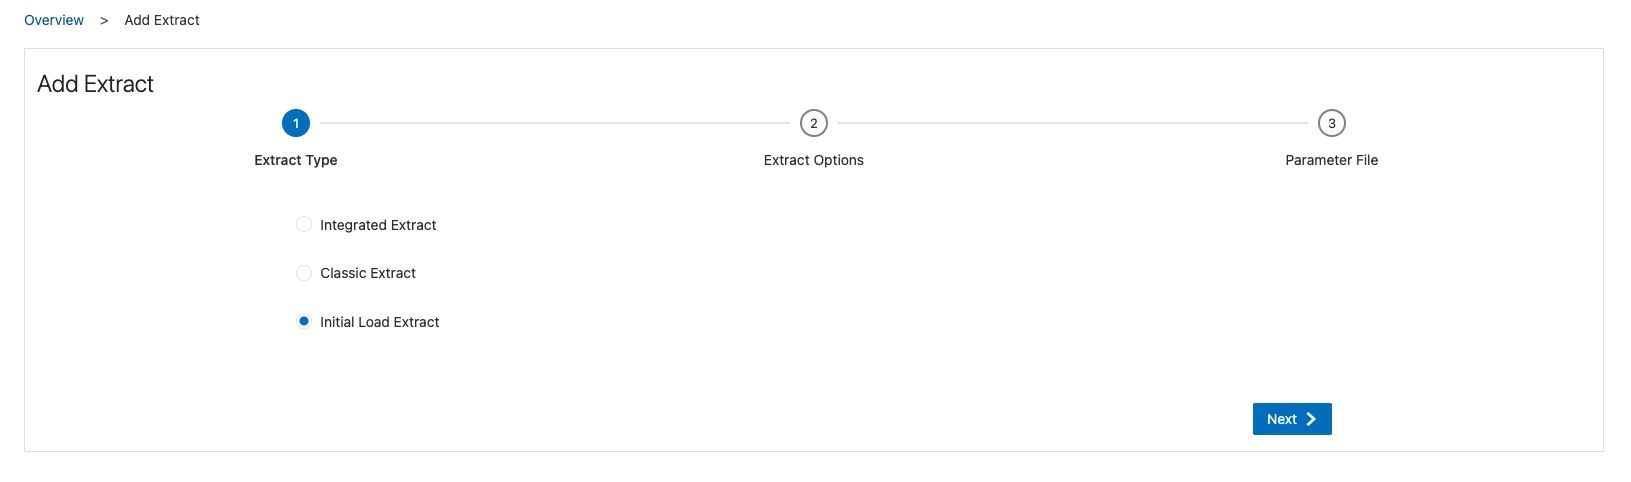 Overview > Add Extract
Add Extract
1 2 3
Extract Type Extract Options Parameter File
Integrated Extract
Classic Extract
Initial Load Extract
Next